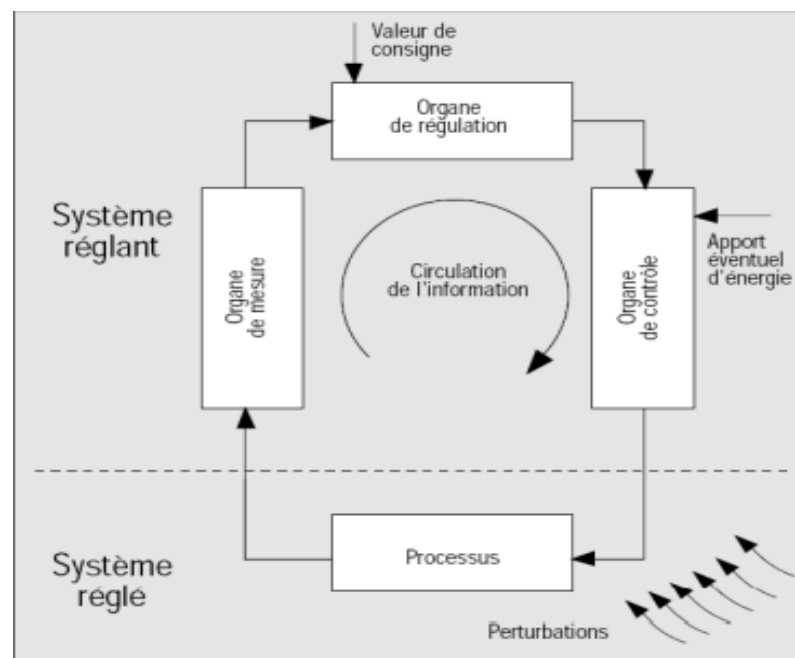 Valeur de
consigne
Organe
de régulation
Système
réglant
Organe
de mesure
Circulation
de l'information
Organe
de contrôle
Apport
éventuel
d'énergie
Processus
Système
réglé
Perturbations